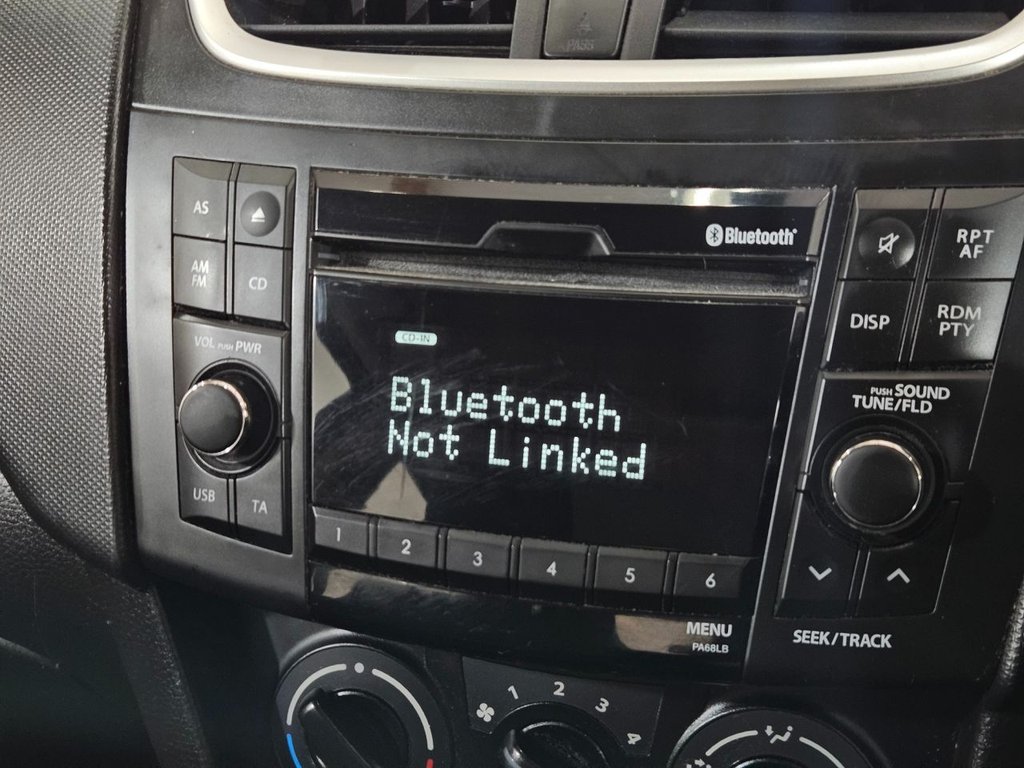 PASS
AS
AM
FM
CD
VOL PUSH PWR
USB
TA
Bluetooth
CD-IN
Bluetooth
Not Linked
1 2 3 4 5 6
MENU
PA68LB
RPT
AF
DISP
RDM
PTY
PUSH SOUND
TUNE/FLD
SEEK/TRACK
1 2 3 4